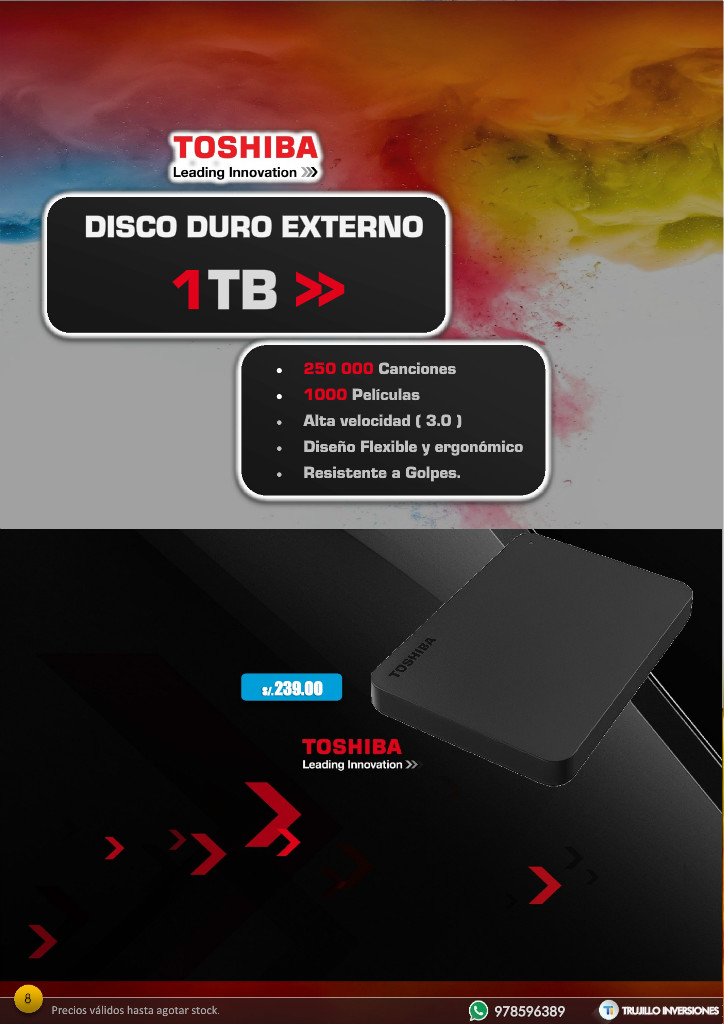 TOSHIBA
Leading Innovation >>>
DISCO DURO EXTERNO
1TB >>
• 250 000 Canciones
• 1000 Películas
• Alta velocidad ( 3.0 )
• Diseño Flexible y ergonómico
• Resistente a Golpes.
TOSHIBA
S/.239.00
TOSHIBA
Leading Innovation >>>
8
Precios válidos hasta agotar stock.
978596389
Ti TRUJILLO INVERSIONES